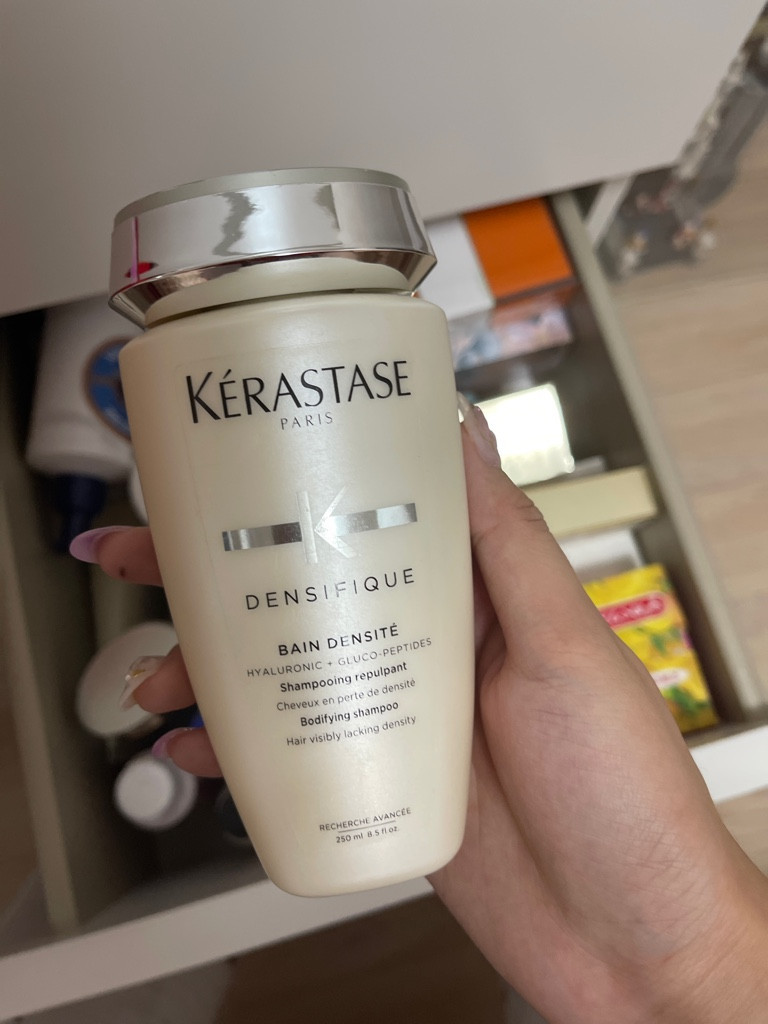 KÉRASTASE
PARIS
K
DENSIFIQUE
BAIN DENSITÉ
HYALURONIC + GLUCO-PEPTIDES
Shampooing repulpant
Cheveux en perte de densité
Bodifying shampoo
Hair visibly lacking density
RECHERCHE AVANCÉE
250 ml 8.5 fl oz.